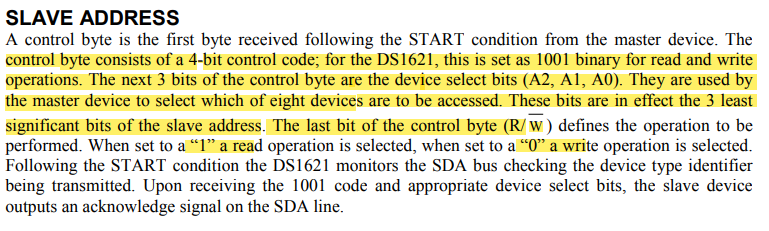 SLAVE ADDRESS
A control byte is the first byte received following the START condition from the master device. The
control byte consists of a 4-bit control code; for the DS1621, this is set as 1001 binary for read and write
operations. The next 3 bits of the control byte are the device select bits (A2, A1, A0). They are used by
the master device to select which of eight devices are to be accessed. These bits are in effect the 3 least
significant bits of the slave address. The last bit of the control byte (R/w̅) defines the operation to be
performed. When set to a “1” a read operation is selected, when set to a “0” a write operation is selected.
Following the START condition the DS1621 monitors the SDA bus checking the device type identifier
being transmitted. Upon receiving the 1001 code and appropriate device select bits, the slave device
outputs an acknowledge signal on the SDA line.